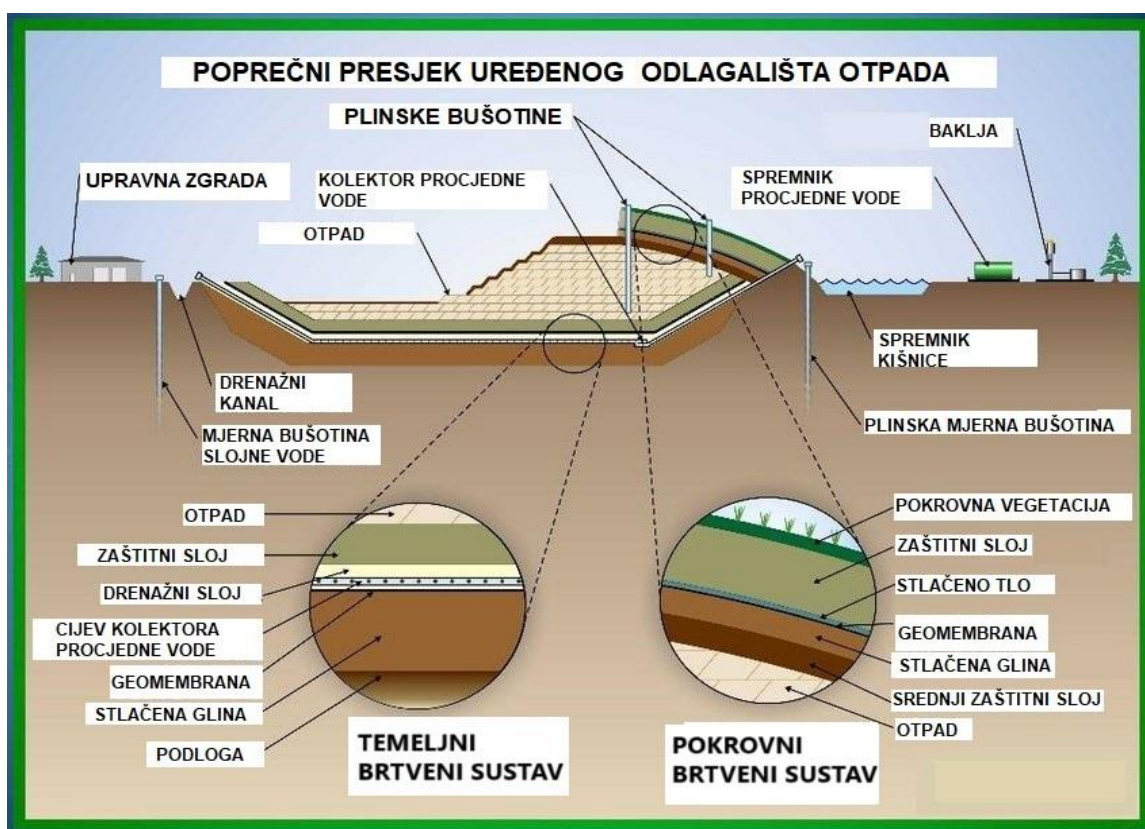 POPREČNI PRESJEK UREĐENOG ODLAGALIŠTA OTPADA
PLINSKE BUŠOTINE
BAKLJA
UPRAVNA ZGRADA
KOLEKTOR PROCJEDNE
VODE
SPREMNIK
PROCJEDNE VODE
OTPAD
SPREMNIK
KIŠNICE
DRENAŽNI
KANAL
PLINSKA MJERNA BUŠOTINA
MJERNA BUŠOTINA
SLOJNE VODE
OTPAD
ZAŠTITNI SLOJ
DRENAŽNI SLOJ
CIJEV KOLEKTORA
PROCJEDNE VODE
GEOMEMBRANA
STLAČENA GLINA
PODLOGA
TEMELJNI
BRTVENI SUSTAV
POKROVNA VEGETACIJA
ZAŠTITNI SLOJ
STLAČENO TLO
GEOMEMBRANA
STLAČENA GLINA
SREDNJI ZAŠTITNI SLOJ
OTPAD
POKROVNI
BRTVENI SUSTAV